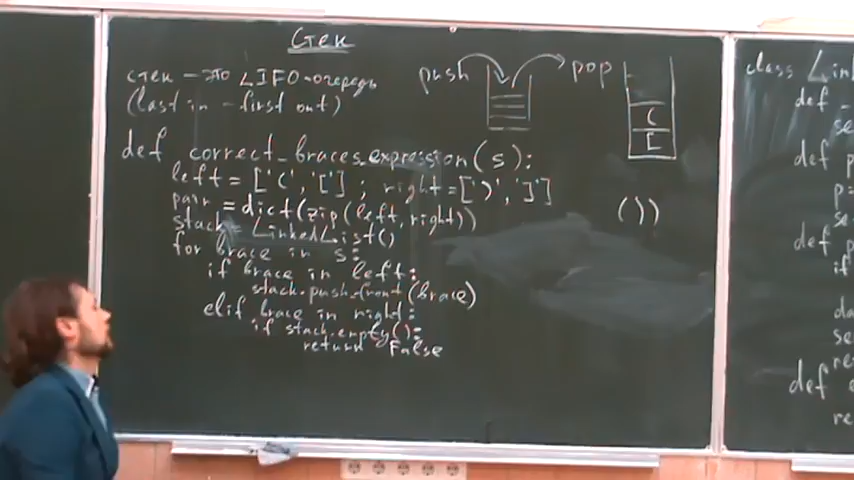 Стек
стек - это LIFO-очередь
(last in - first out)
push
pop
(
[
def correct_braces_expression(s):
left = ['(', '[']; right = [')', ']']
pair = dict(zip(left, right))
stack = LinkedList()
for brace in s:
if brace in left:
stack.push_front(brace)
elif brace in right:
if stack.empty():
return False
())
class
def
def
def
if
def